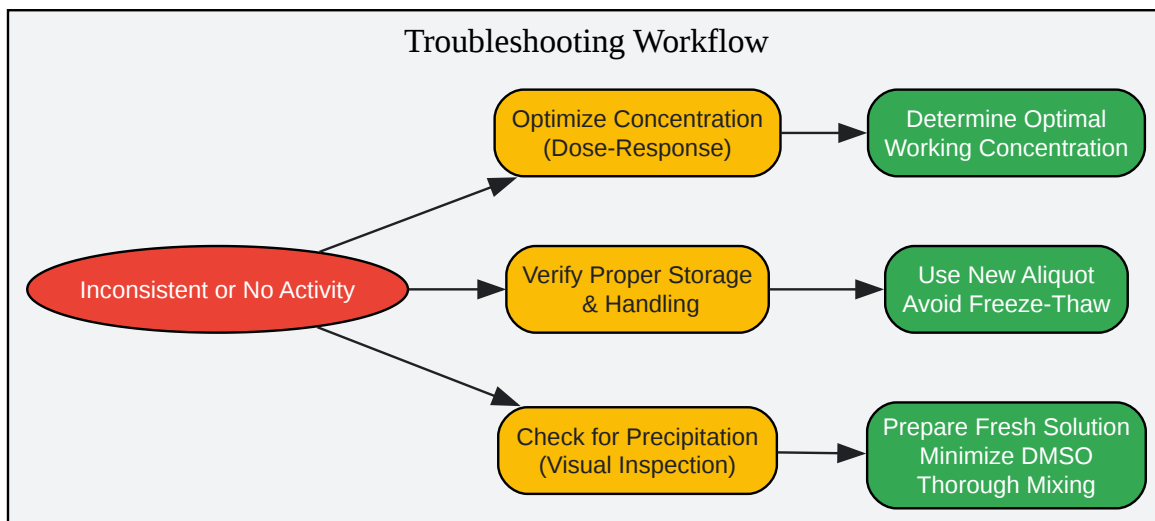 Troubleshooting Workflow
Optimize Concentration
(Dose-Response)
Determine Optimal
Working Concentration
Inconsistent or No Activity
Verify Proper Storage
& Handling
Use New Aliquot
Avoid Freeze-Thaw
Check for Precipitation
(Visual Inspection)
Prepare Fresh Solution
Minimize DMSO
Thorough Mixing